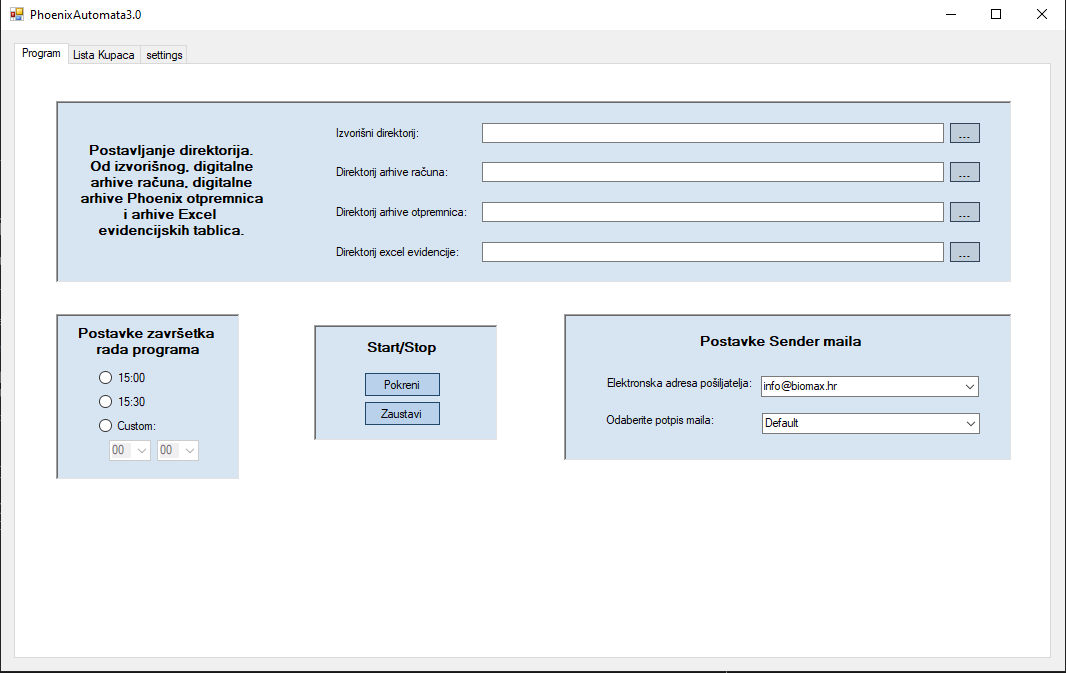 PhoenixAutomata3.0
Program
Lista Kupaca
settings
Postavljanje direktorija.
Od izvorišnog, digitalne
arhive računa, digitalne
arhive Phoenix otpremnica
i arhive Excel
evidencijskih tablica.
Izvorišni direktorij:
...
Direktorij arhive računa:
...
Direktorij arhive otpremnica:
...
Direktorij excel evidencije:
...
Postavke završetka
rada programa
15:00
15:30
Custom:
00
00
Start/Stop
Pokreni
Zaustavi
Postavke Sender maila
Elektronska adresa pošiljatelja:
info@biomax.hr
Odaberite potpis maila:
Default